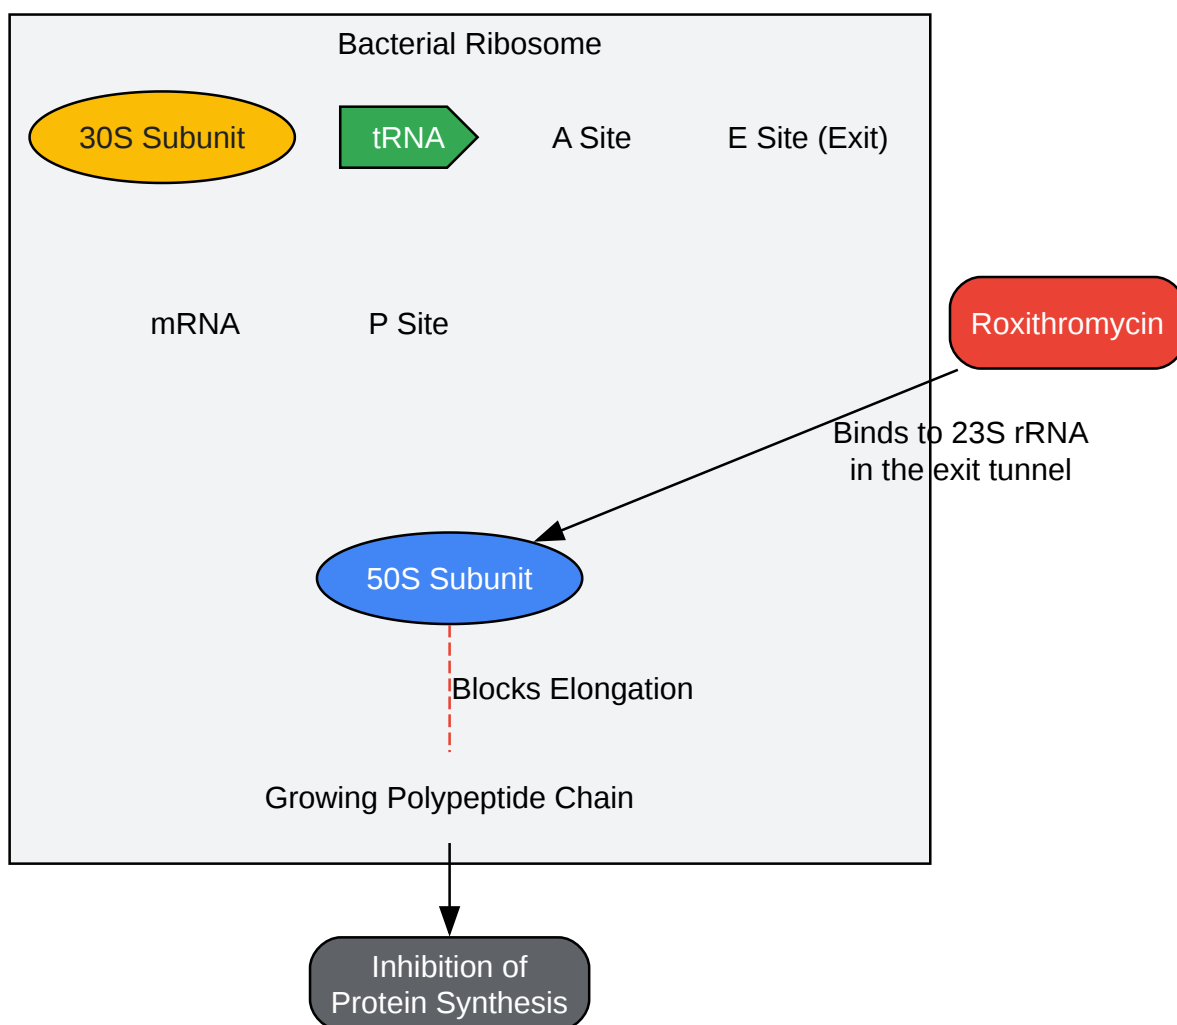 Bacterial Ribosome
30S Subunit
tRNA
A Site
E Site (Exit)
mRNA
P Site
Roxithromycin
Binds to 23S rRNA
in the exit tunnel
50S Subunit
Blocks Elongation
Growing Polypeptide Chain
Inhibition of
Protein Synthesis